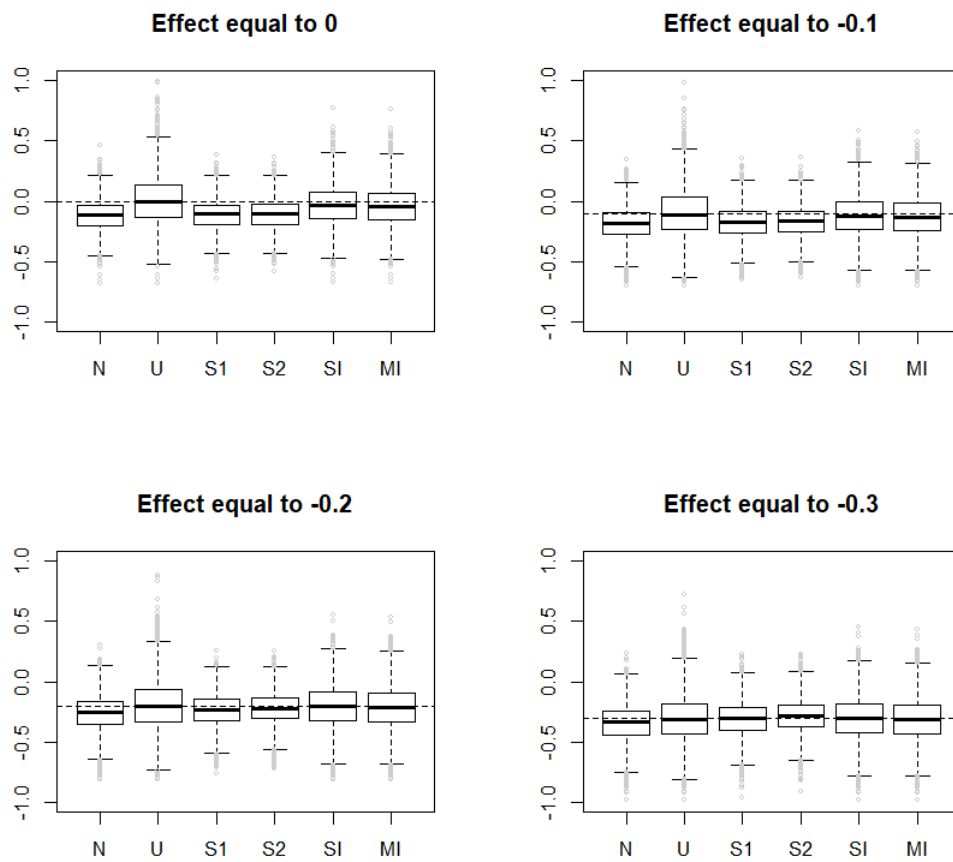 Effect equal to 0
1.0
0.5
0.0
-0.5
-1.0
N U S1 S2 SI MI
Effect equal to -0.1
1.0
0.5
0.0
-0.5
-1.0
N U S1 S2 SI MI
Effect equal to -0.2
1.0
0.5
0.0
-0.5
-1.0
N U S1 S2 SI MI
Effect equal to -0.3
1.0
0.5
0.0
-0.5
-1.0
N U S1 S2 SI MI